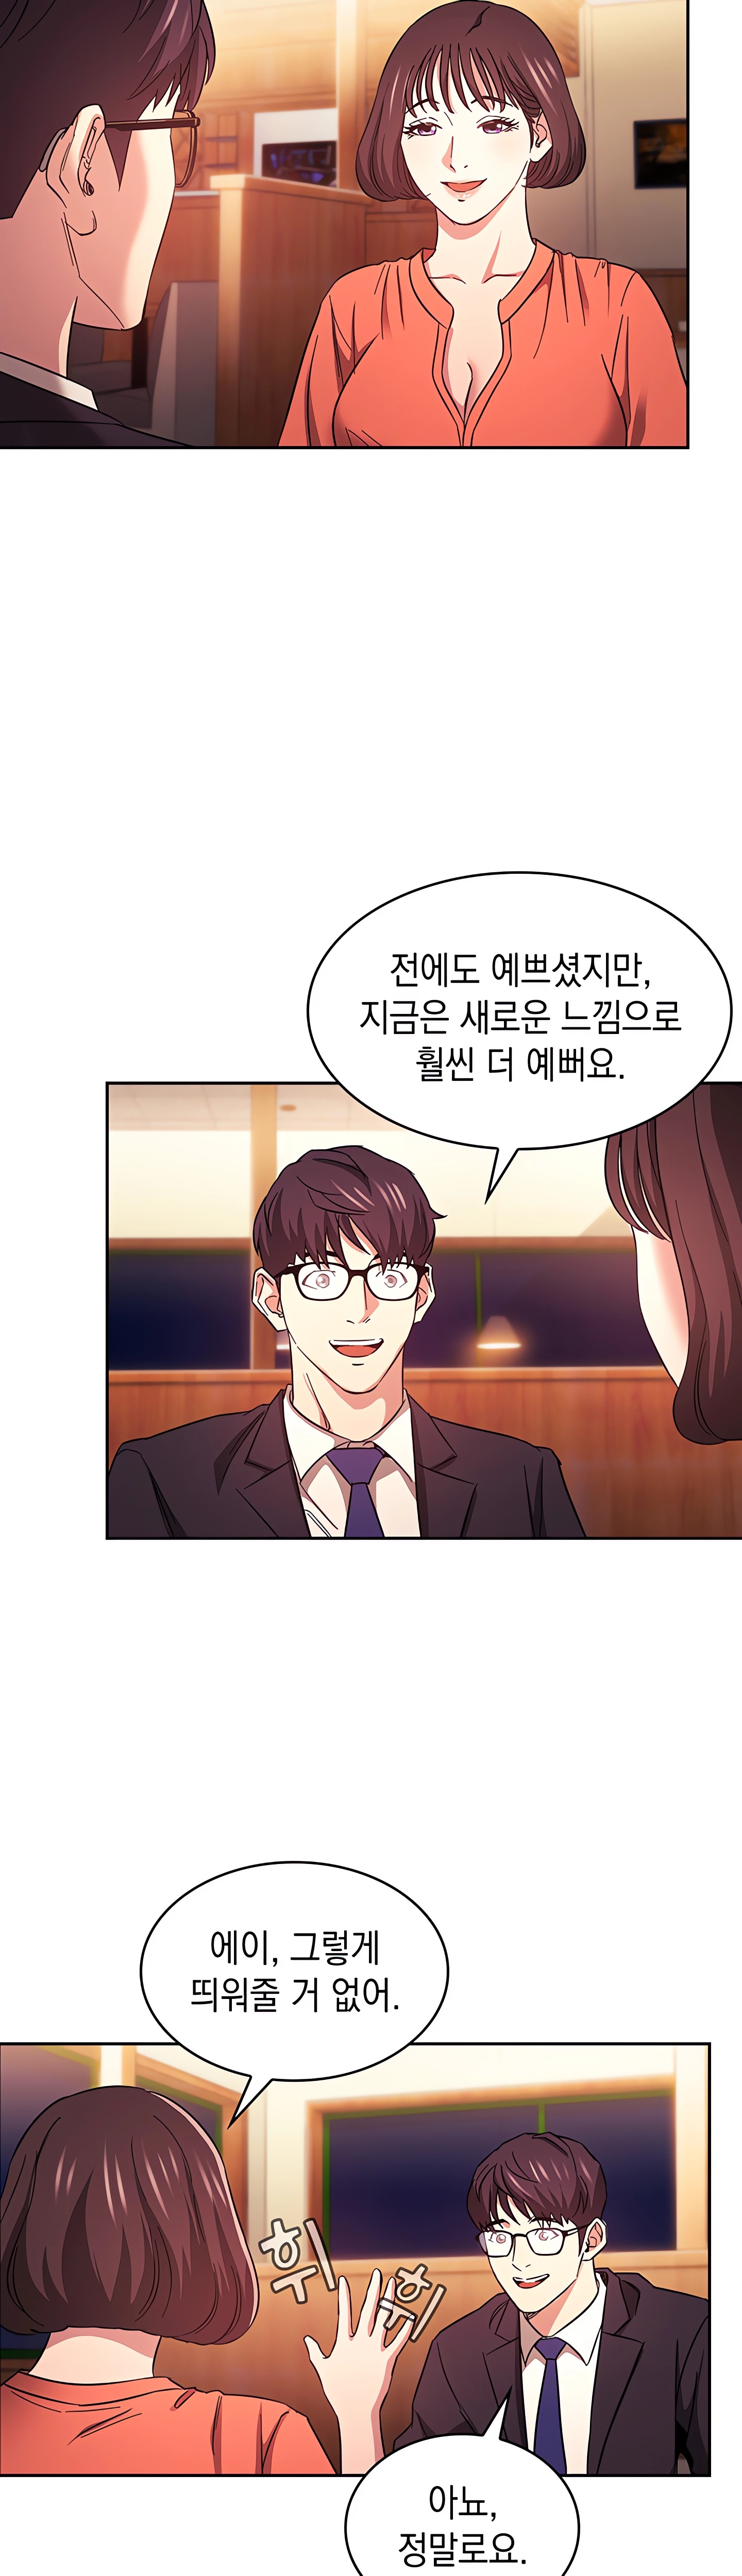 전에도 예쁘셨지만,
지금은 새로운 느낌으로
훨씬 더 예뻐요.
에이, 그렇게
띄워줄 거 없어.
휘
휘
아뇨,
정말로요.